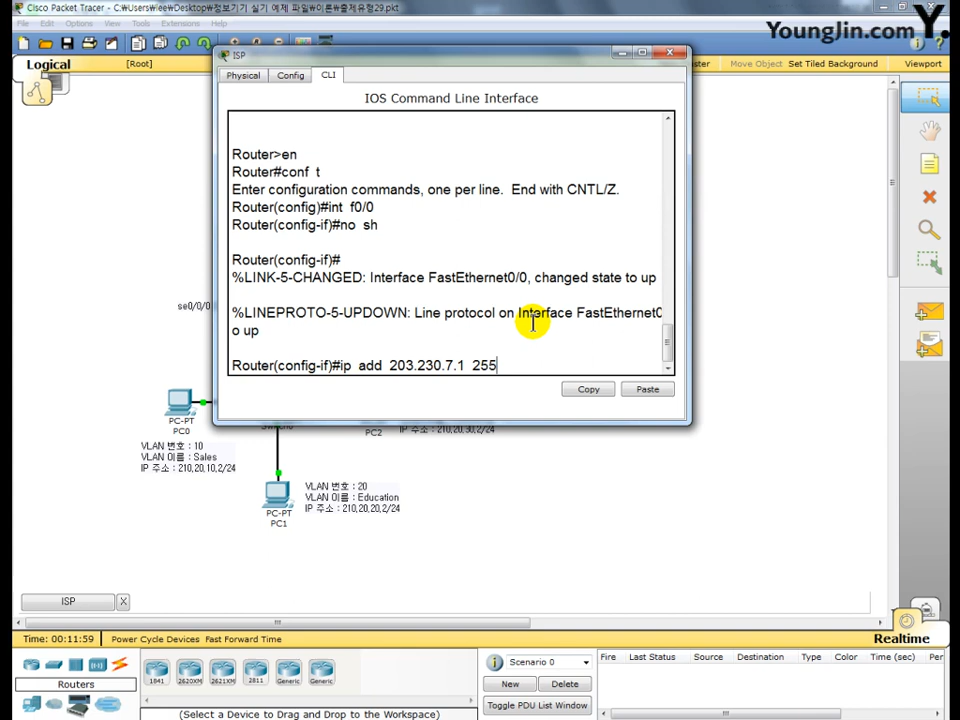 Cisco Packet Tracer - C:\Users\lee\Desktop\정보기기 실기 예제 파일\이론\출제유형29.pkt
File Edit Options View Tools Extensions Help
YoungJin.com Y.
Logical
[Root]
Move Object
Set Tiled Background
Viewport
ISP
Physical
Config
CLI
IOS Command Line Interface
Router>en
Router#conf t
Enter configuration commands, one per line. End with CNTL/Z.
Router(config)#int f0/0
Router(config-if)#no sh
Router(config-if)#
%LINK-5-CHANGED: Interface FastEthernet0/0, changed state to up
%LINEPROTO-5-UPDOWN: Line protocol on Interface FastEthernet0
o up
Router(config-if)#ip add 203.230.7.1 255
Copy
Paste
se0/0/0
PC-PT
PC0
VLAN 번호 : 10
VLAN 이름 : Sales
IP 주소 : 210,20,10,2/24
PC2
IP 주소 : 210,20,30,2/24
PC-PT
PC1
VLAN 번호 : 20
VLAN 이름 : Education
IP 주소 : 210,20,20,2/24
ISP
X
Time: 00:11:59
Power Cycle Devices Fast Forward Time
Realtime
Routers
1841
2620XM
2621XM
2811
Generic
Generic
(Select a Device to Drag and Drop to the Workspace)
Scenario 0
New
Delete
Toggle PDU List Window
Fire
Last Status
Source
Destination
Type
Color
Time (sec)
Per